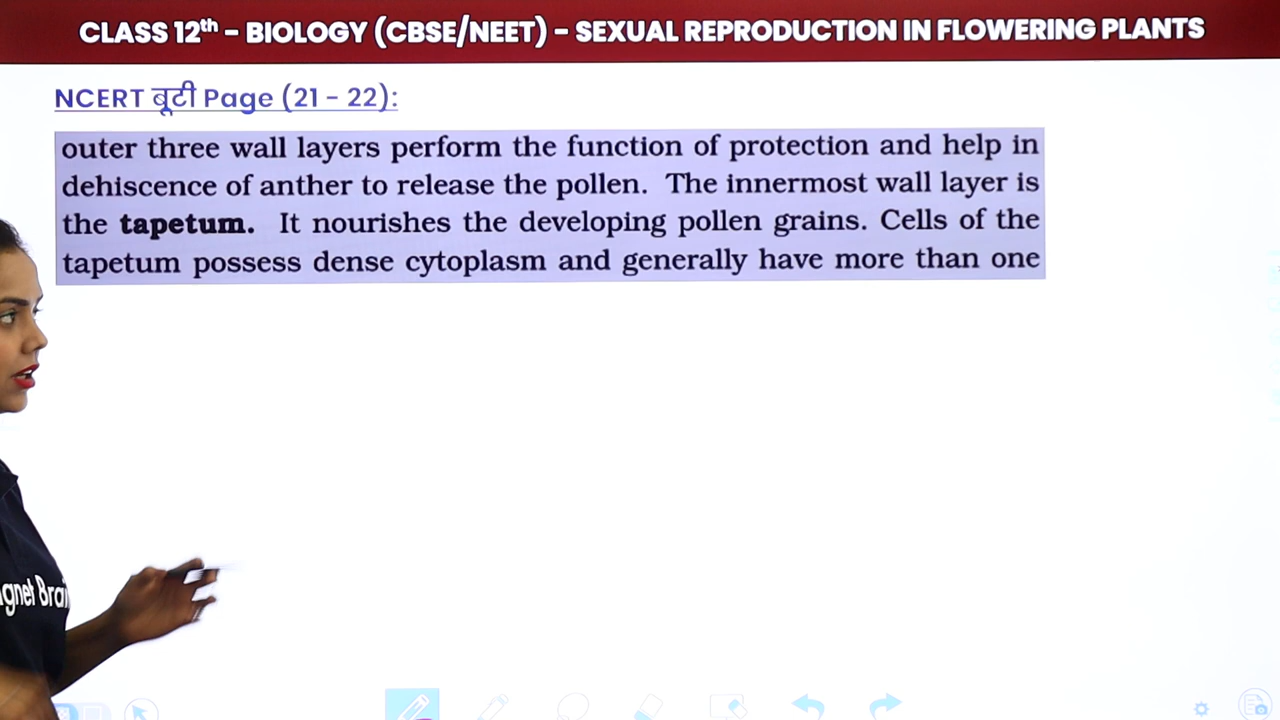 CLASS 12th - BIOLOGY (CBSE/NEET) - SEXUAL REPRODUCTION IN FLOWERING PLANTS
NCERT बूटी Page (21 - 22):
outer three wall layers perform the function of protection and help in
dehiscence of anther to release the pollen. The innermost wall layer is
the tapetum. It nourishes the developing pollen grains. Cells of the
tapetum possess dense cytoplasm and generally have more than one
gnet Brai